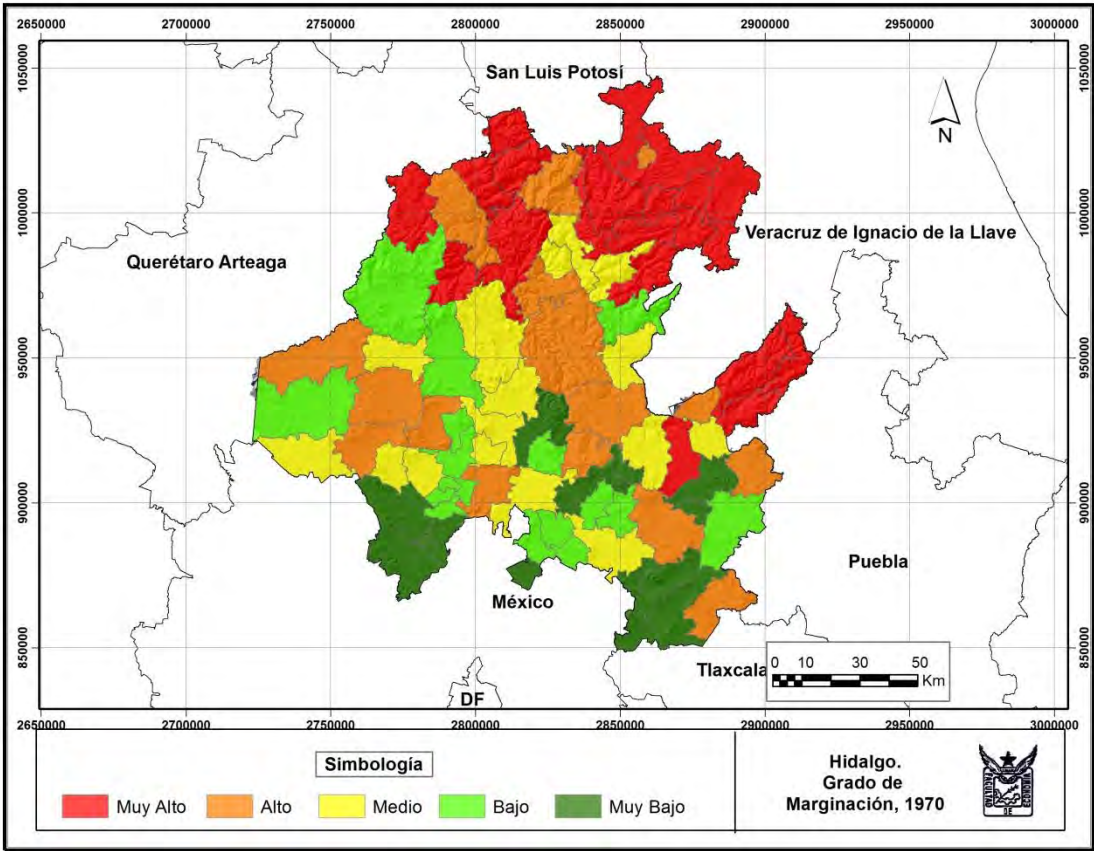 2650000 2700000 2750000 2800000 2850000 2900000 2950000 3000000
1050000 1050000
San Luis Potosí
N
1000000 1000000
Querétaro Arteaga
Veracruz de Ignacio de la Llave
950000 950000
900000 900000
Puebla
México
850000 850000
Tlaxcala
0 10 30 50
Km
DF
2650000 2700000 2750000 2800000 2850000 2900000 2950000 3000000
Simbología
Muy Alto Alto Medio Bajo Muy Bajo
Hidalgo.
Grado de
Marginación, 1970
FACULTAD
DE
ECONOMIA